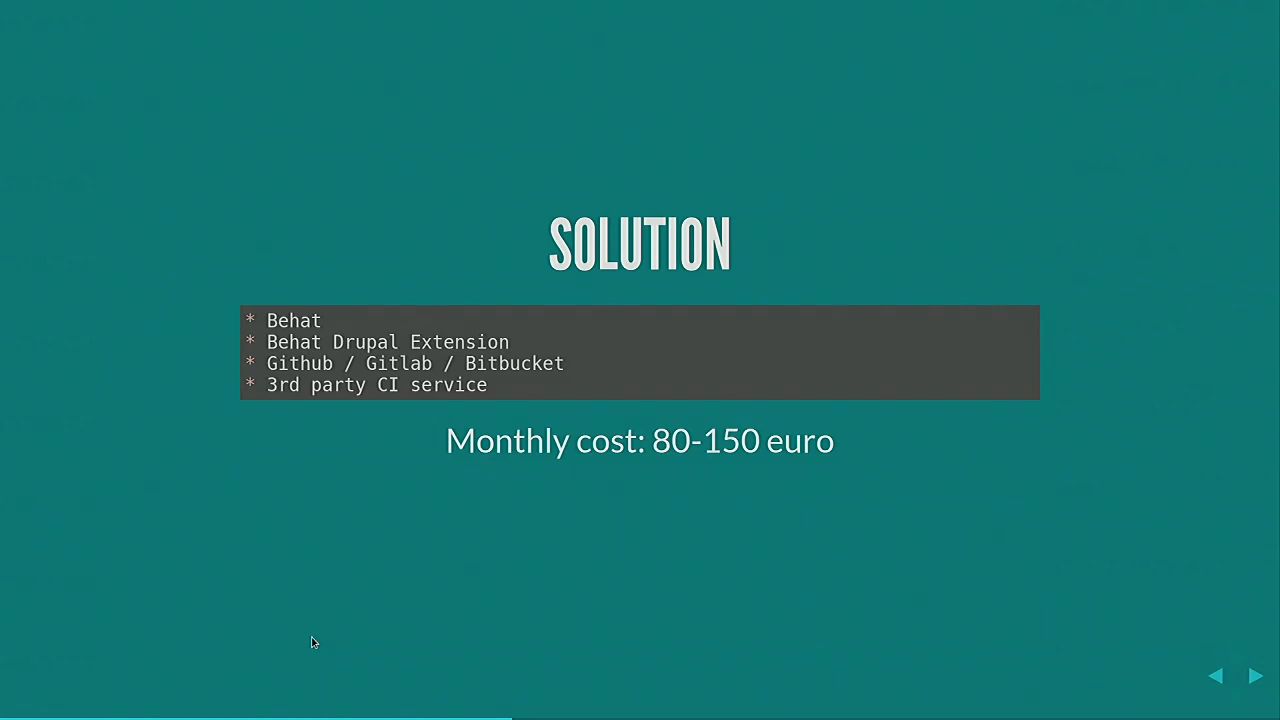 SOLUTION
* Behat
* Behat Drupal Extension
* Github / Gitlab / Bitbucket
* 3rd party CI service
Monthly cost: 80-150 euro